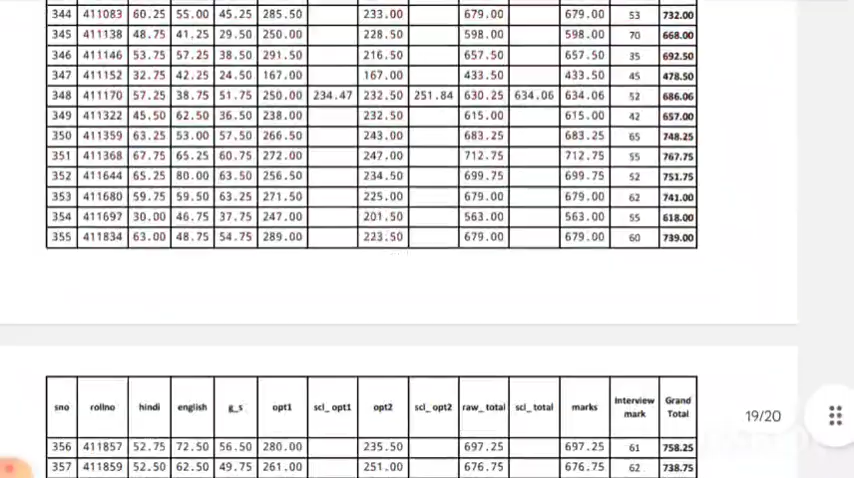 344 411083 60.25 55.00 45.25 285.50 233.00 679.00 679.00 53 732.00
345 411138 48.75 41.25 29.50 250.00 228.50 598.00 598.00 70 668.00
346 411146 53.75 57.25 38.50 291.50 216.50 657.50 657.50 35 692.50
347 411152 32.75 42.25 24.50 167.00 167.00 433.50 433.50 45 478.50
348 411170 57.25 38.75 51.75 250.00 234.47 232.50 251.84 630.25 634.06 634.06 52 686.06
349 411322 45.50 62.50 36.50 238.00 232.50 615.00 615.00 42 657.00
350 411359 63.25 53.00 57.50 266.50 243.00 683.25 683.25 65 748.25
351 411368 67.75 65.25 60.75 272.00 247.00 712.75 712.75 55 767.75
352 411644 65.25 80.00 63.50 256.50 234.50 699.75 699.75 52 751.75
353 411680 59.75 59.50 63.25 271.50 225.00 679.00 679.00 62 741.00
354 411697 30.00 46.75 37.75 247.00 201.50 563.00 563.00 55 618.00
355 411834 63.00 48.75 54.75 289.00 223.50 679.00 679.00 60 739.00
sno rollno hindi english g_s opt1 scl_opt1 opt2 scl_opt2 raw_total scl_total marks Interview mark Grand Total
19/20
356 411857 52.75 72.50 56.50 280.00 235.50 697.25 697.25 61 758.25
357 411859 52.50 62.50 49.75 261.00 251.00 676.75 676.75 62 738.75